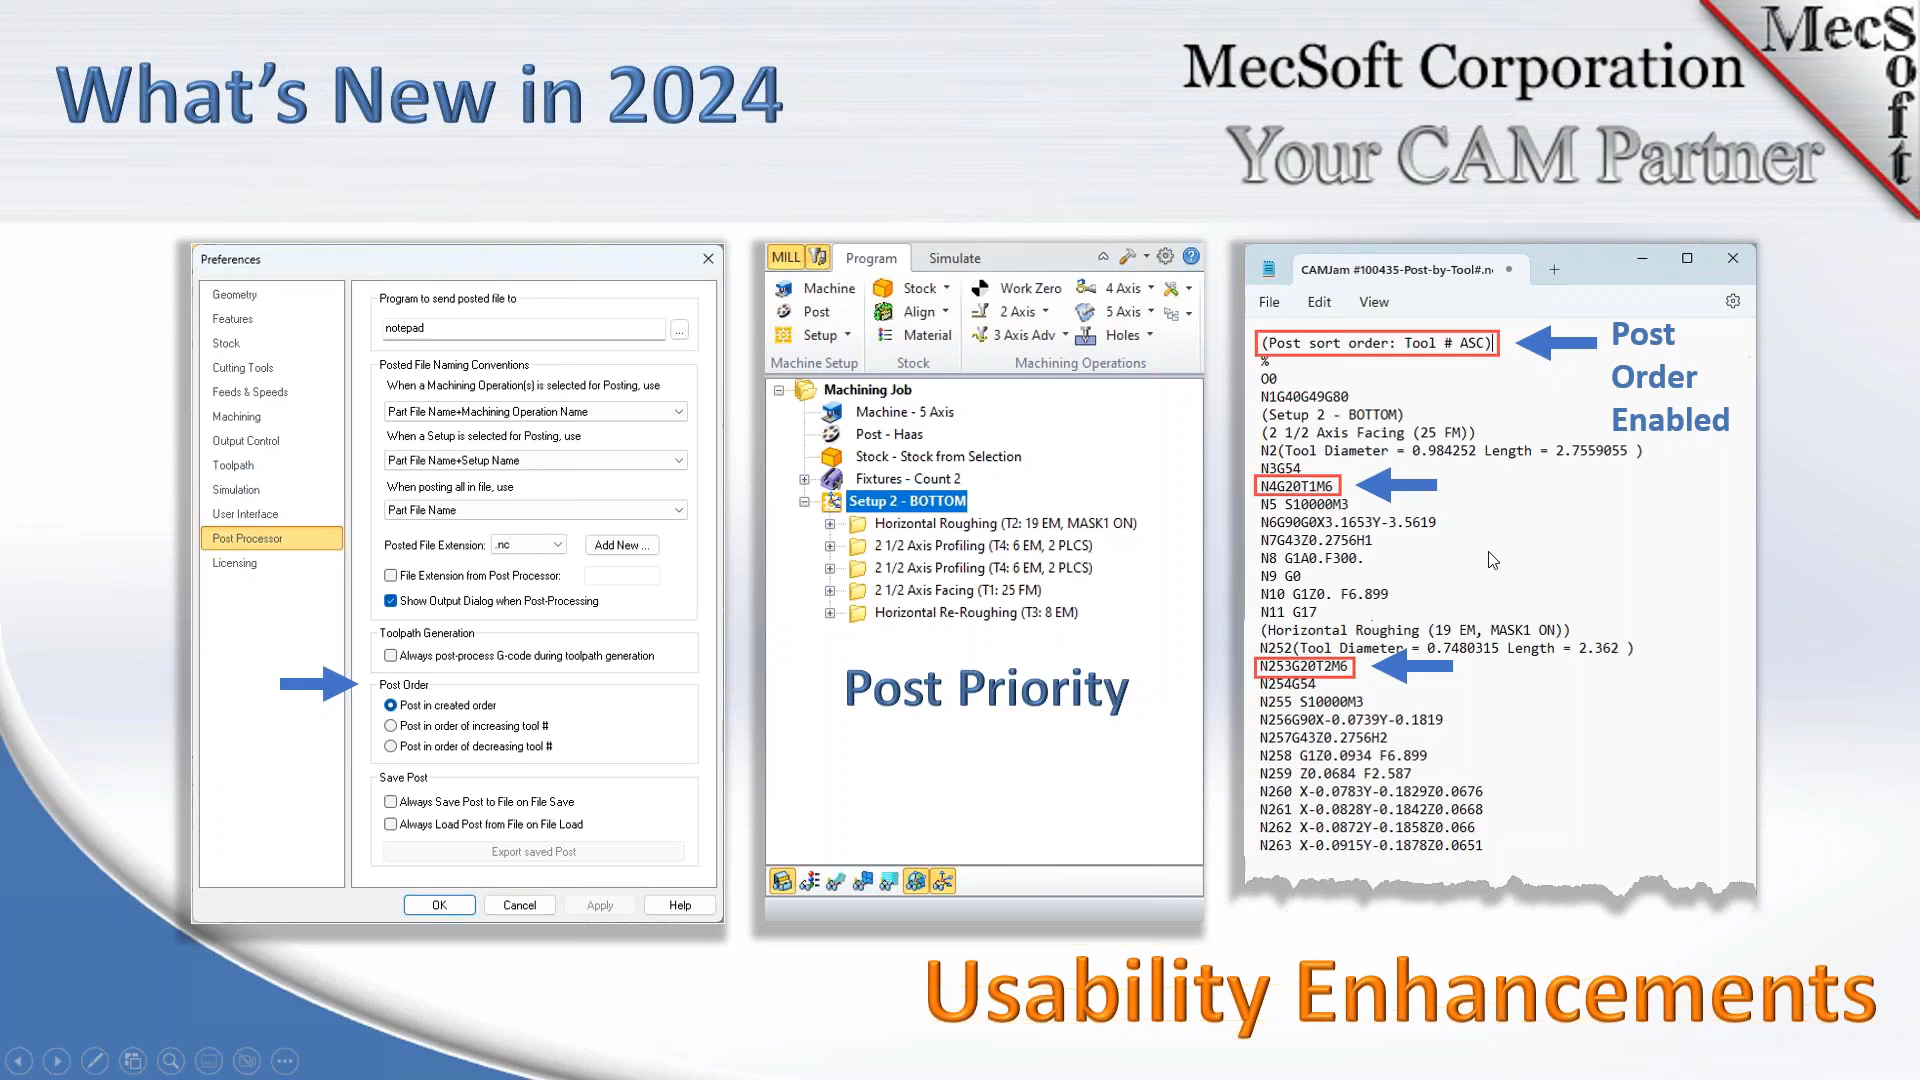 What's New in 2024
MecSoft Corporation
Your CAM Partner
MecSoft
Preferences
Geometry
Features
Stock
Cutting Tools
Feeds & Speeds
Machining
Output Control
Toolpath
Simulation
User Interface
Post Processor
Licensing
Program to send posted file to
notepad
...
Posted File Naming Conventions
When a Machining Operation(s) is selected for Posting, use
Part File Name+Machining Operation Name
When a Setup is selected for Posting, use
Part File Name+Setup Name
When posting all in file, use
Part File Name
Posted File Extension: .nc Add New ...
File Extension from Post Processor:
Show Output Dialog when Post-Processing
Toolpath Generation
Always post-process G-code during toolpath generation
Post Order
Post in created order
Post in order of increasing tool #
Post in order of decreasing tool #
Save Post
Always Save Post to File on File Save
Always Load Post from File on File Load
Export saved Post
OK Cancel Apply Help
MILL Program Simulate
Machine Stock Work Zero 4 Axis
Post Align 2 Axis 5 Axis
Setup Material 3 Axis Adv Holes
Machine Setup Stock Machining Operations
Machining Job
Machine - 5 Axis
Post - Haas
Stock - Stock from Selection
Fixtures - Count 2
Setup 2 - BOTTOM
Horizontal Roughing (T2: 19 EM, MASK1 ON)
2 1/2 Axis Profiling (T4: 6 EM, 2 PLCS)
2 1/2 Axis Profiling (T4: 6 EM, 2 PLCS)
2 1/2 Axis Facing (T1: 25 FM)
Horizontal Re-Roughing (T3: 8 EM)
Post Priority
CAMJam #100435-Post-by-Tool#.n
File Edit View
(Post sort order: Tool # ASC)
%
O0
N1G40G49G80
(Setup 2 - BOTTOM)
(2 1/2 Axis Facing (25 FM))
N2(Tool Diameter = 0.984252 Length = 2.7559055 )
N3G54
N4G20T1M6
N5 S10000M3
N6G90G0X3.1653Y-3.5619
N7G43Z0.2756H1
N8 G1A0.F300.
N9 G0
N10 G1Z0. F6.899
N11 G17
(Horizontal Roughing (19 EM, MASK1 ON))
N252(Tool Diameter = 0.7480315 Length = 2.362 )
N253G20T2M6
N254G54
N255 S10000M3
N256G90X-0.0739Y-0.1819
N257G43Z0.2756H2
N258 G1Z0.0934 F6.899
N259 Z0.0684 F2.587
N260 X-0.0783Y-0.1829Z0.0676
N261 X-0.0828Y-0.1842Z0.0668
N262 X-0.0872Y-0.1858Z0.066
N263 X-0.0915Y-0.1878Z0.0651
Post
Order
Enabled
Usability Enhancements